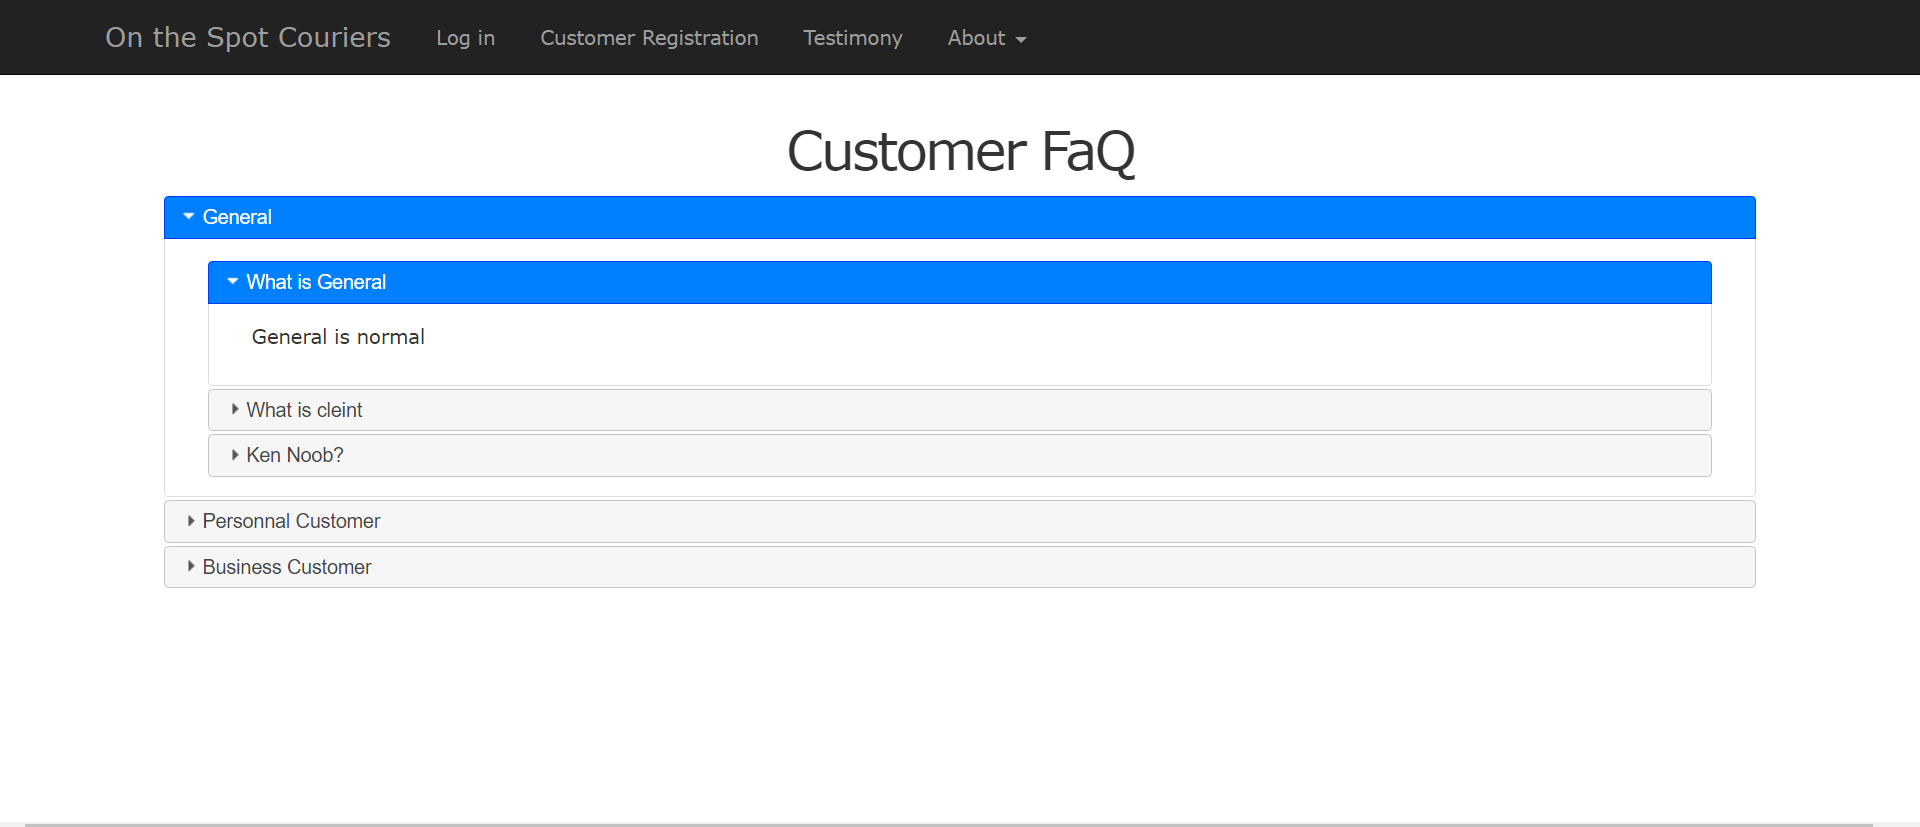 On the Spot Couriers Log in Customer Registration Testimony About
Customer FaQ
General
What is General
General is normal
What is cleint
Ken Noob?
Personnal Customer
Business Customer